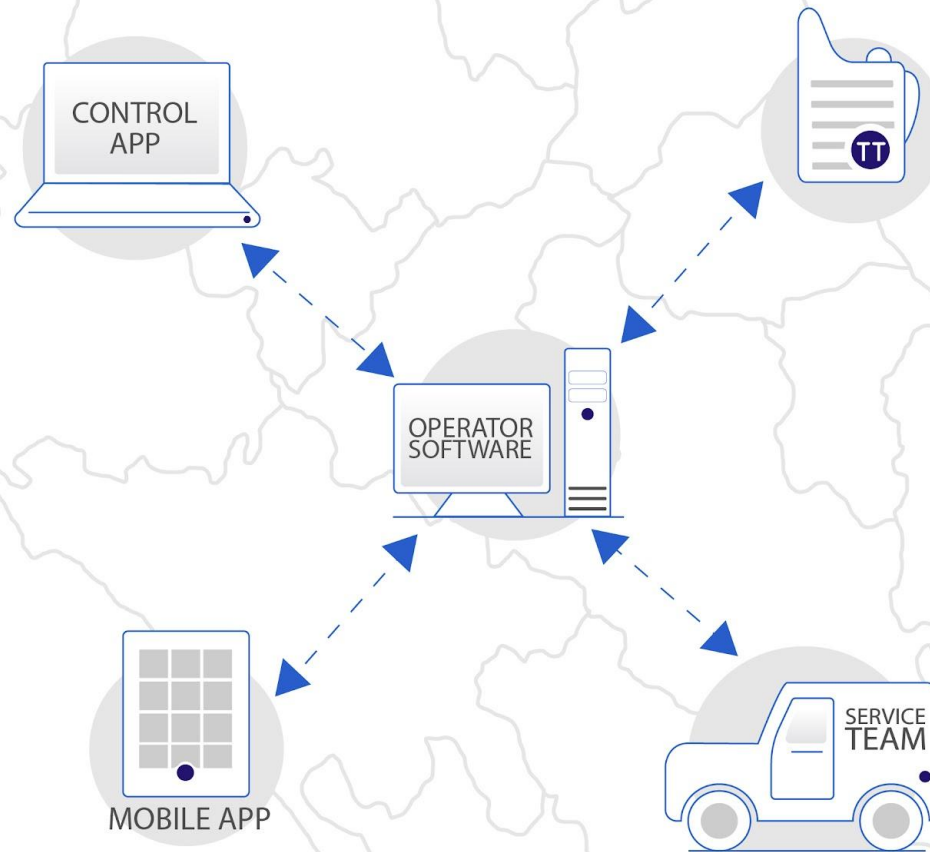 CONTROL
APP
TT
OPERATOR
SOFTWARE
SERVICE
TEAM
MOBILE APP